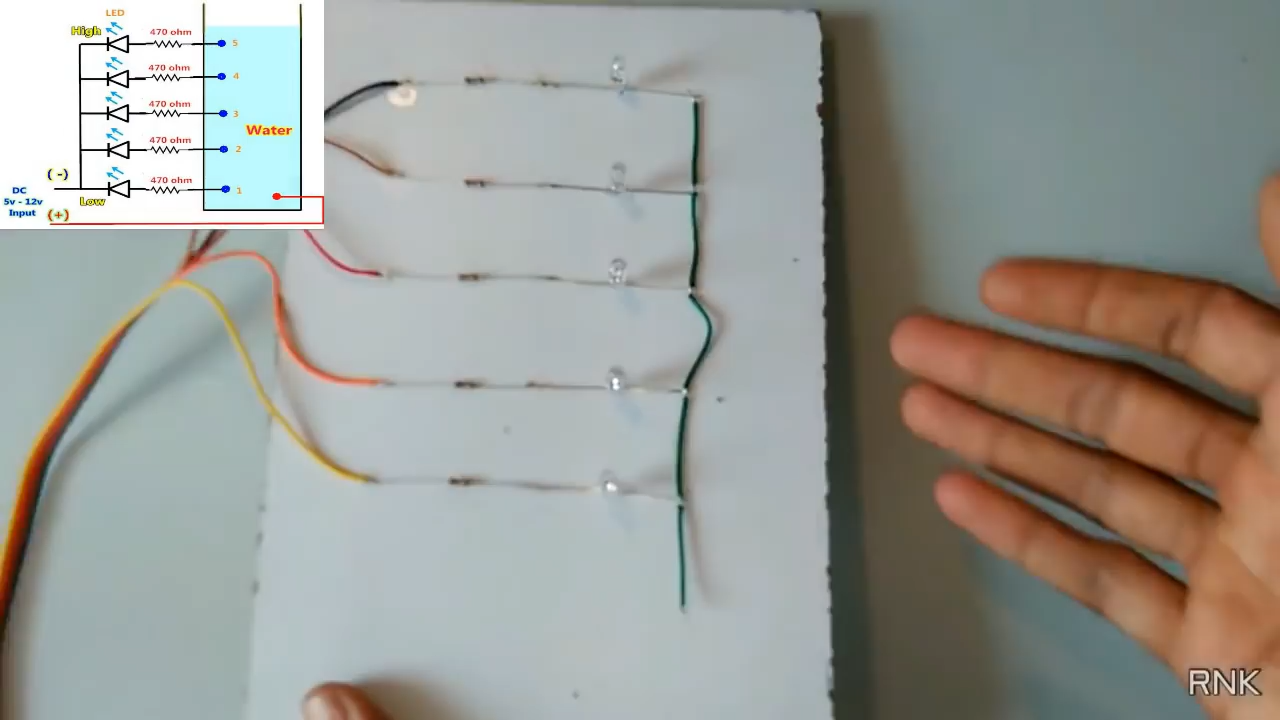 LED
High
470 ohm
5
470 ohm
4
470 ohm
3
470 ohm
2
Water
(-)
470 ohm
1
DC
5v - 12v
Input
Low
(+)
RNK